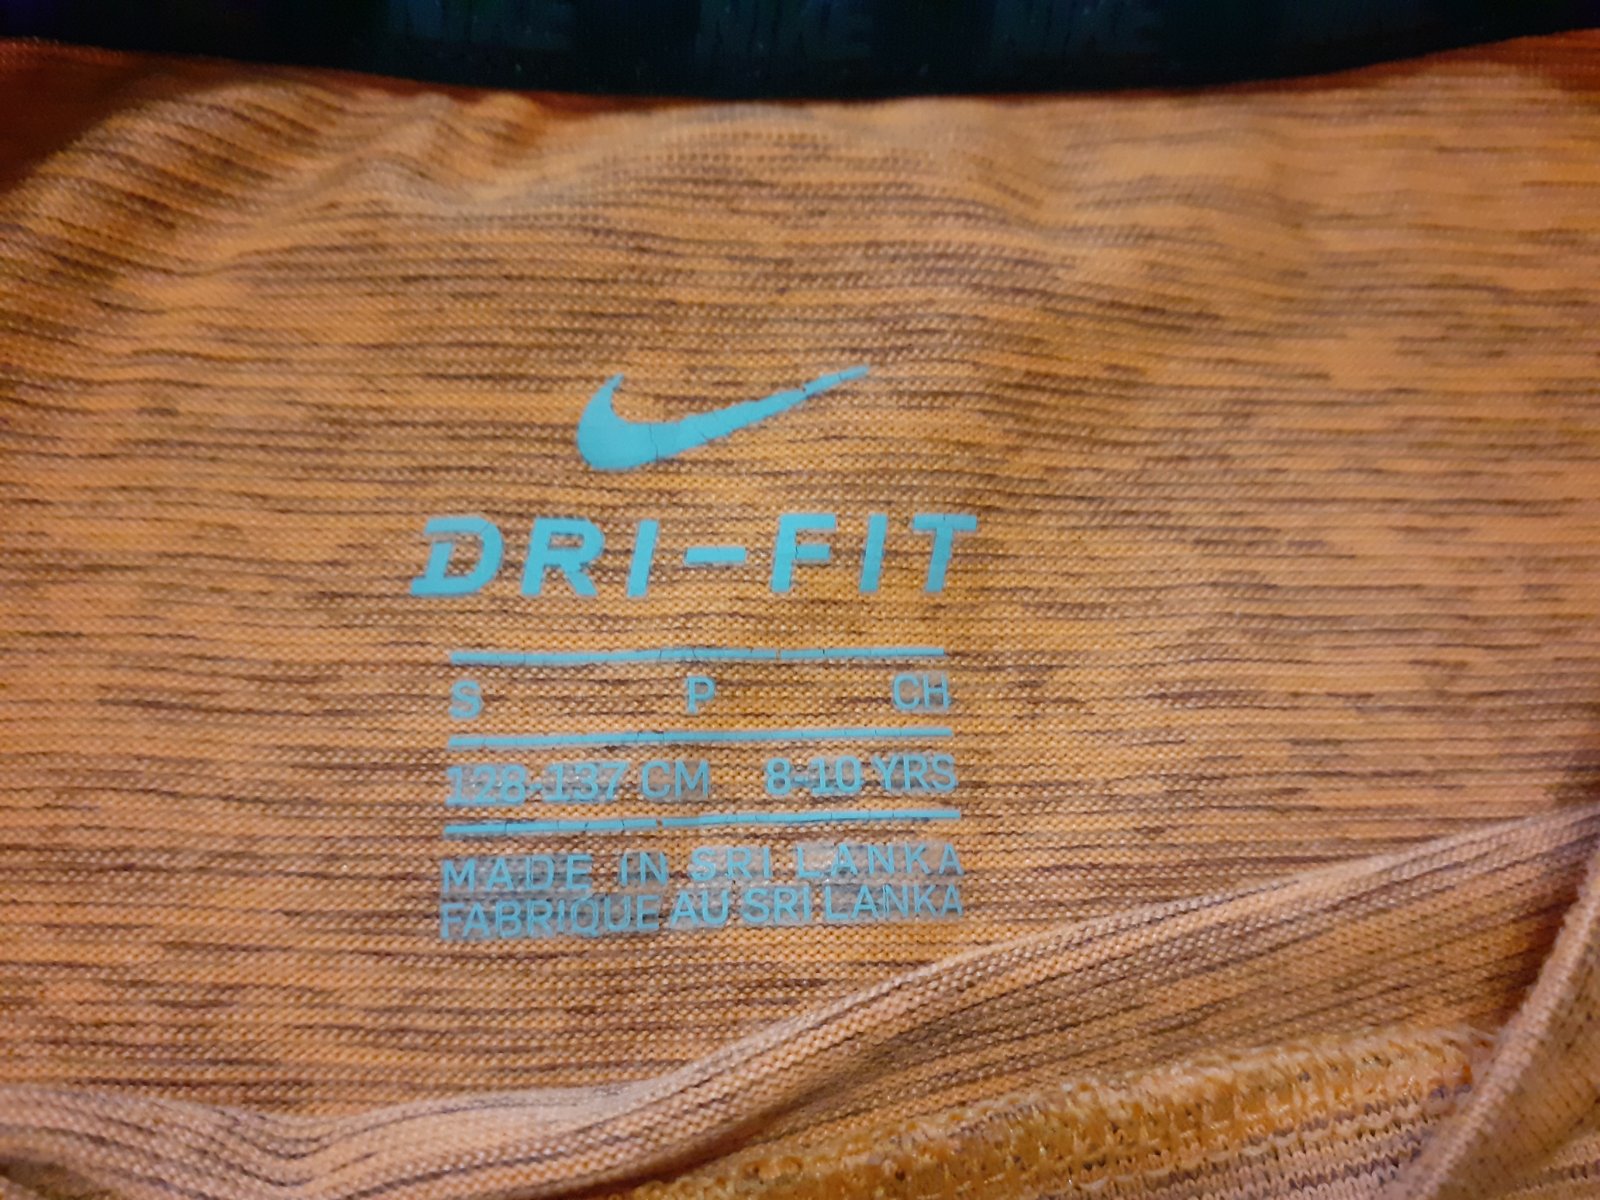 DRI-FIT
S P CH
128-137 CM 8-10 YRS
MADE IN SRI LANKA
FABRIQUE AU SRI LANKA